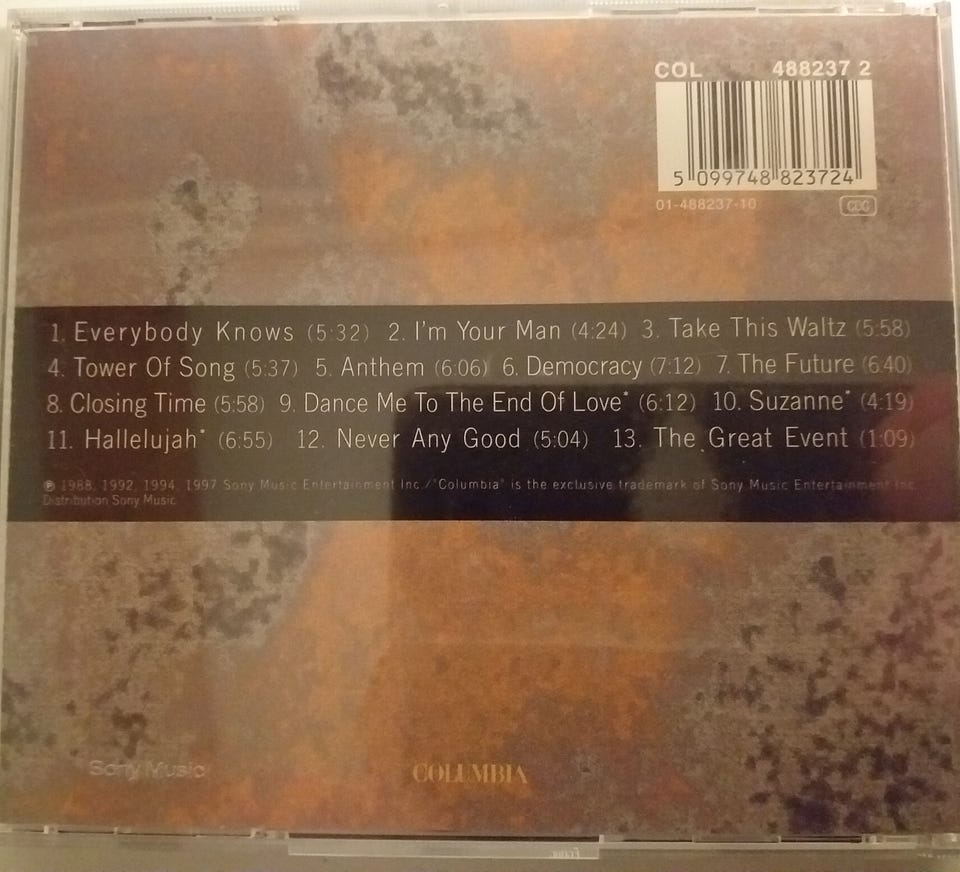 COL 488237 2
5 099748 823724
01-488237-10 CDC
1. Everybody Knows (5:32) 2. I'm Your Man (4:24) 3. Take This Waltz (5:58)
4. Tower Of Song (5:37) 5. Anthem (6:06) 6. Democracy (7:12) 7. The Future (6:40)
8. Closing Time (5:58) 9. Dance Me To The End Of Love* (6:12) 10. Suzanne* (4:19)
11. Hallelujah* (6:55) 12. Never Any Good (5:04) 13. The Great Event (1:09)
℗ 1988, 1992, 1994, 1997 Sony Music Entertainment Inc./"Columbia" is the exclusive trademark of Sony Music Entertainment Inc.
Distribution Sony Music
Sony Music COLUMBIA